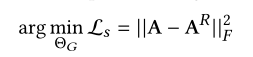 arg min_{Θ_G} ℒ_s = ||A − A^R||_F^2